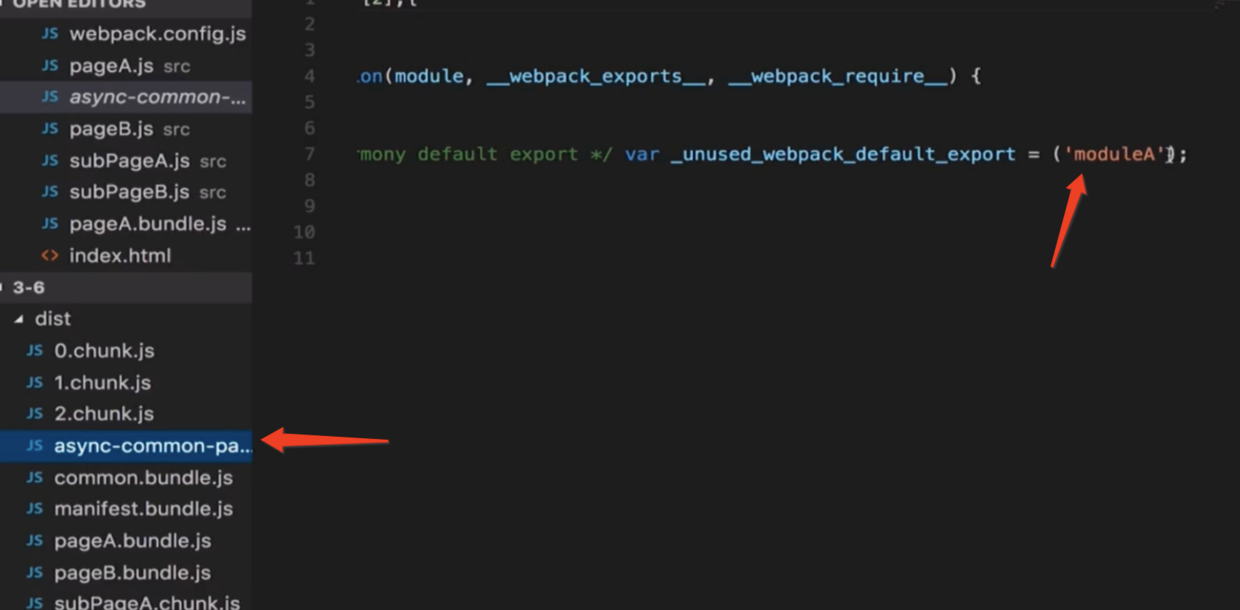 OPEN EDITORS
JS webpack.config.js
JS pageA.js src
JS async-common-...
JS pageB.js src
JS subPageA.js src
JS subPageB.js src
JS pageA.bundle.js ...
<> index.html
3-6
dist
JS 0.chunk.js
JS 1.chunk.js
JS 2.chunk.js
JS async-common-pa...
JS common.bundle.js
JS manifest.bundle.js
JS pageA.bundle.js
JS pageB.bundle.js
JS subPageA.chunk.js
1 [2],{
2
3
4 on(module, __webpack_exports__, __webpack_require__) {
5
6
7 mony default export */ var _unused_webpack_default_export = ('moduleA');
8
9
10
11